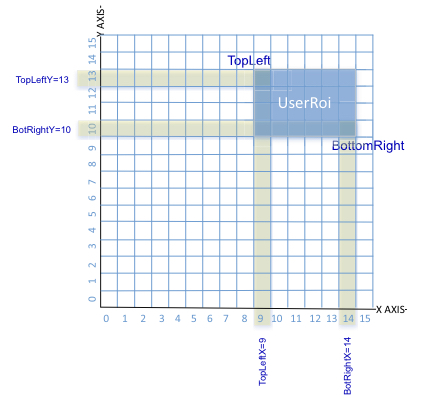 Y AXIS-
15
14
13
12
11
10
9
8
7
6
5
4
3
2
1
0
TopLeft
TopLeftY=13
UserRoi
BotRightY=10
BottomRight
X AXIS-
0 1 2 3 4 5 6 7 8 9 10 11 12 13 14 15
TopLeftX=9
BotRightX=14